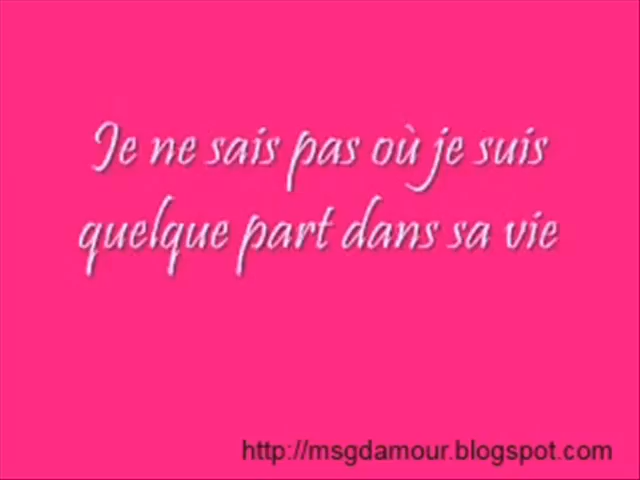 Je ne sais pas où je suis
quelque part dans sa vie
http://msgdamour.blogspot.com